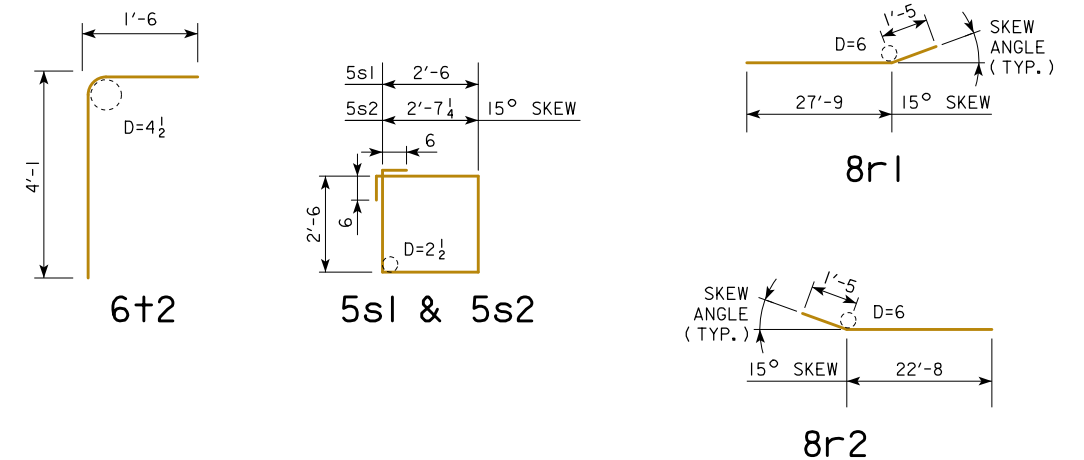 1'-6
D=4½
4'-1
6t2
5s1 2'-6
5s2 2'-7¼ 15° SKEW
6
2'-6
6
D=2½
5s1 & 5s2
1'-5
D=6
SKEW
ANGLE
(TYP.)
27'-9 15° SKEW
8r1
1'-5
SKEW
ANGLE
(TYP.)
D=6
15° SKEW 22'-8
8r2